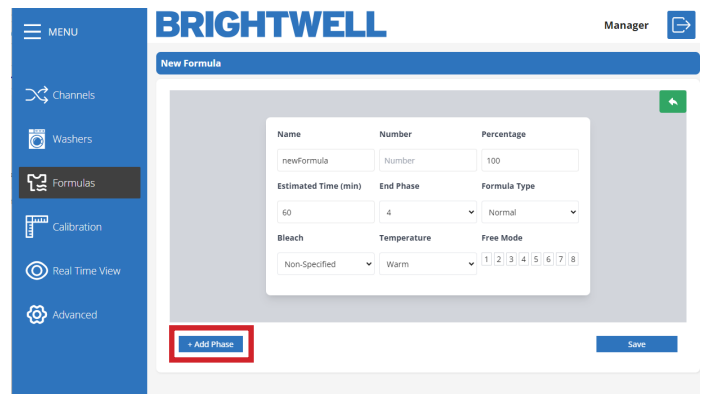 MENU
BRIGHTWELL
Manager
New Formula
Channels
Washers
Formulas
Calibration
Real Time View
Advanced
Name Number Percentage
newFormula Number 100
Estimated Time (min) End Phase Formula Type
60 4 Normal
Bleach Temperature Free Mode
Non-Specified Warm 1 2 3 4 5 6 7 8
+ Add Phase Save